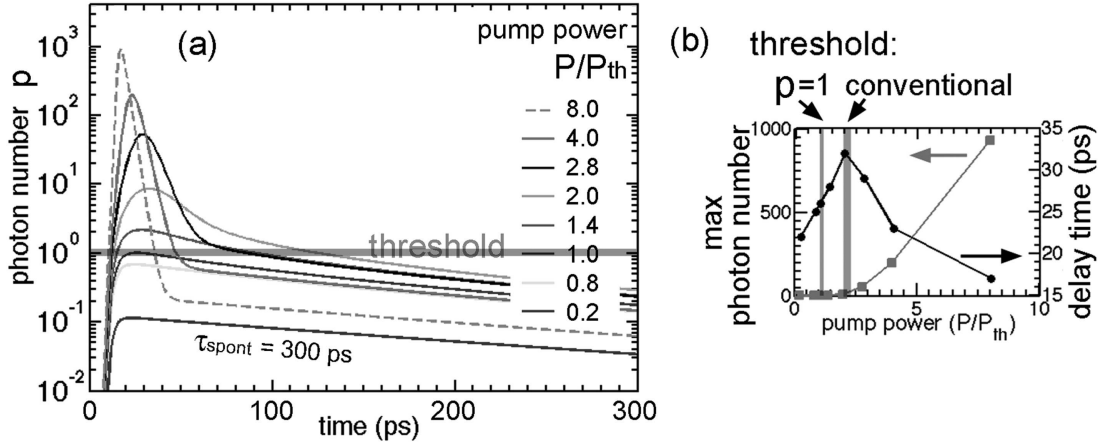 (a)
pump power
P/Pth
8.0
4.0
2.8
2.0
1.4
1.0
0.8
0.2
threshold
τspont = 300 ps
photon number p
10^3
10^2
10^1
10^0
10^-1
10^-2
0
100
200
300
time (ps)
(b)
threshold:
p=1 conventional
max
photon number
1000
500
0
0
5
10
pump power (P/Pth)
35
30
25
20
15
delay time (ps)